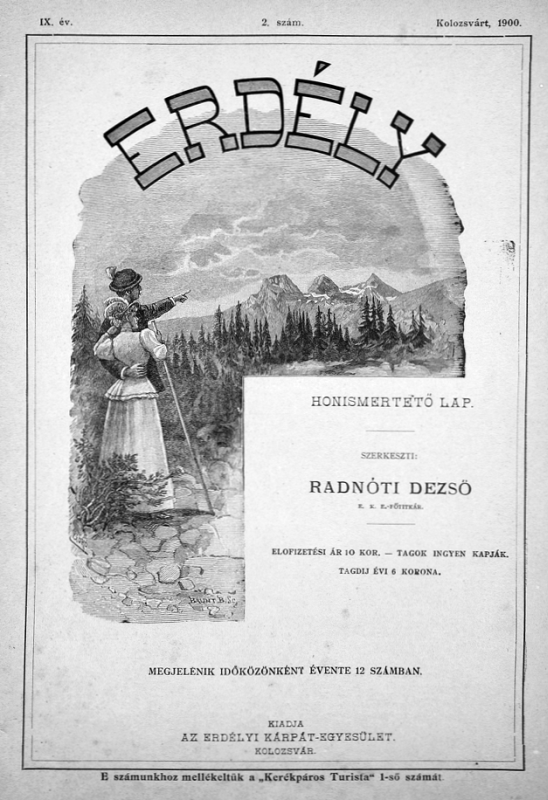 IX. év. 2. szám. Kolozsvárt, 1900.
ERDÉLY
HONISMERTETŐ LAP.
SZERKESZTI:
RADNÓTI DEZSŐ
E. K. E.-FŐTITKÁR.
ELOFIZETÉSI ÁR 10 KOR. — TAGOK INGYEN KAPJÁK.
TAGDIJ ÉVI 6 KORONA.
MEGJELENIK IDŐKÖZÖNKÉNT ÉVENTE 12 SZÁMBAN.
KIADJA
AZ ERDÉLYI KÁRPÁT-EGYESÜLET.
KOLOZSVÁR.
E számunkhoz mellékeltük a „Kerékpáros Turista" 1-ső számát